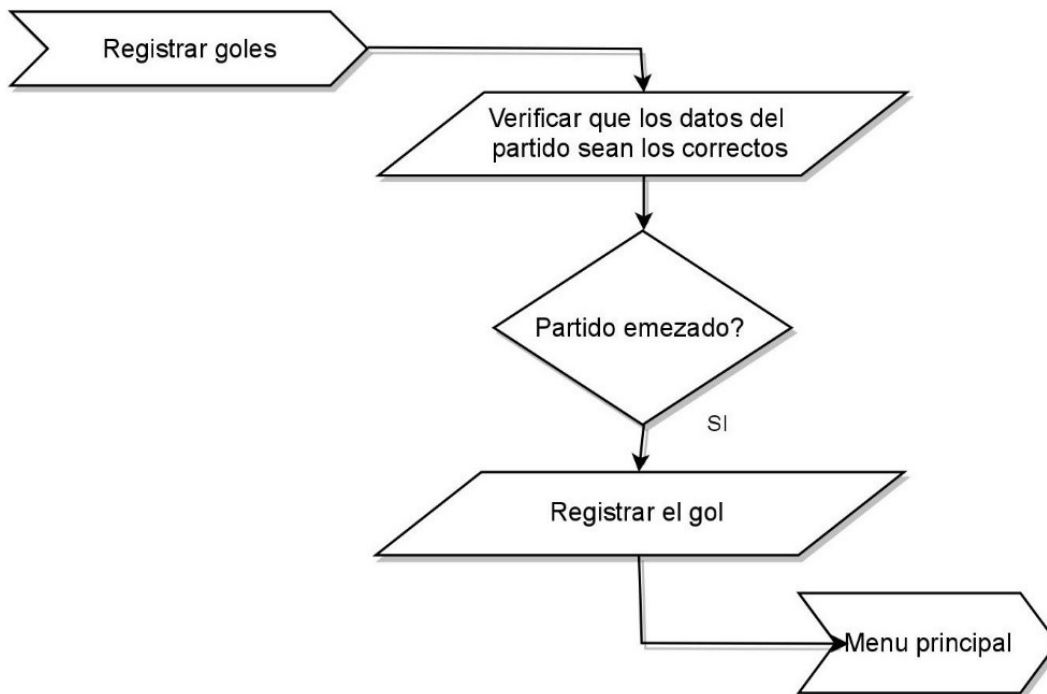 Registrar goles
Verificar que los datos del
partido sean los correctos
Partido emezado?
SI
Registrar el gol
Menu principal